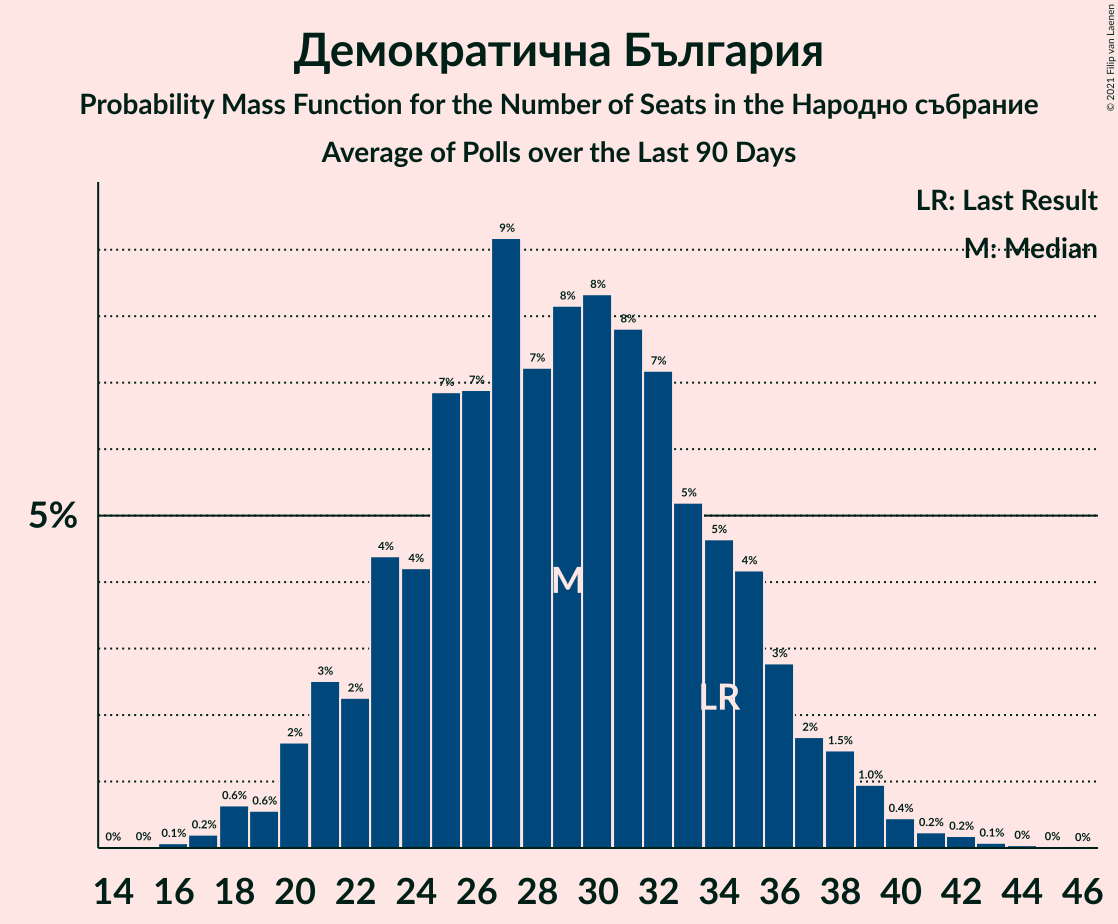 Демократична България
Probability Mass Function for the Number of Seats in the Народно събрание
Average of Polls over the Last 90 Days
© 2021 Filip van Laenen
LR: Last Result
M: Median
5%
0% 0% 0.1% 0.2% 0.6% 0.6% 2% 3% 2% 4% 4% 7% 7% 9% 7% 8% 8% 8% 7% 5% 5% 4% 3% 2% 1.5% 1.0% 0.4% 0.2% 0.2% 0.1% 0% 0% 0%
M
LR
14 16 18 20 22 24 26 28 30 32 34 36 38 40 42 44 46